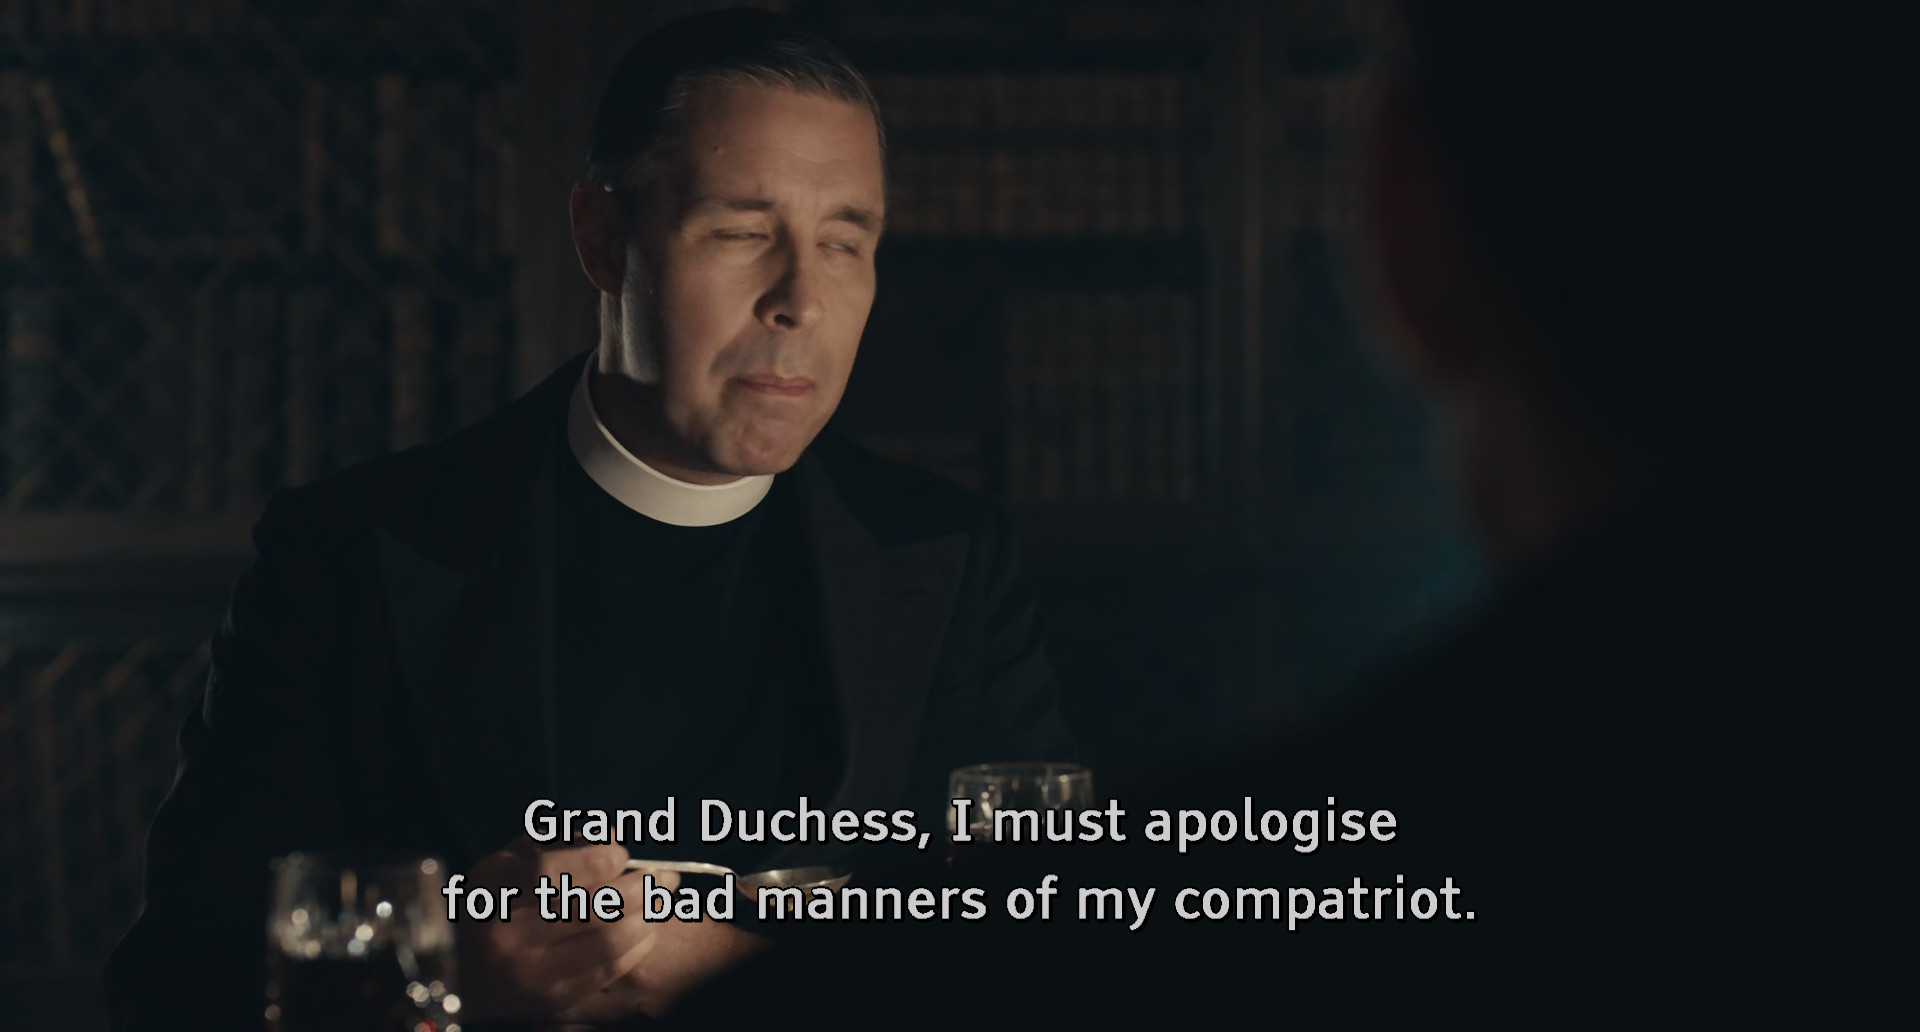 Grand Duchess, I must apologise
for the bad manners of my compatriot.